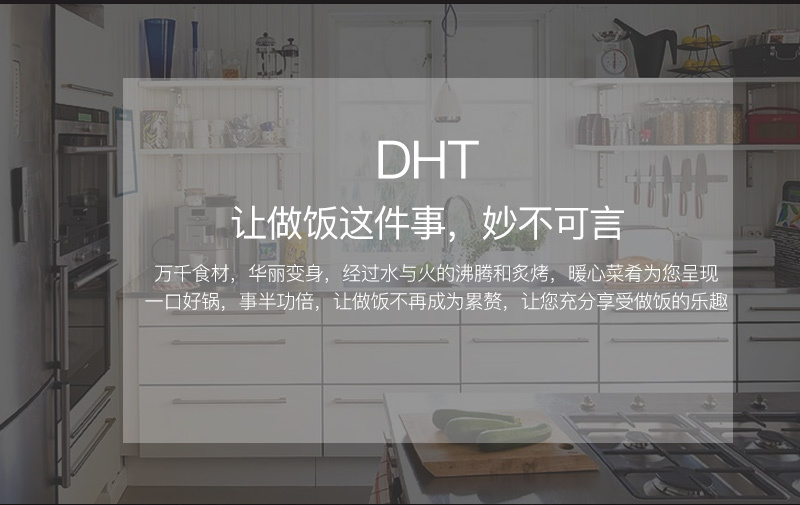 DHT
让做饭这件事，妙不可言
万千食材，华丽变身，经过水与火的沸腾和炙烤，暖心菜肴为您呈现
一口好锅，事半功倍，让做饭不再成为累赘，让您充分享受做饭的乐趣